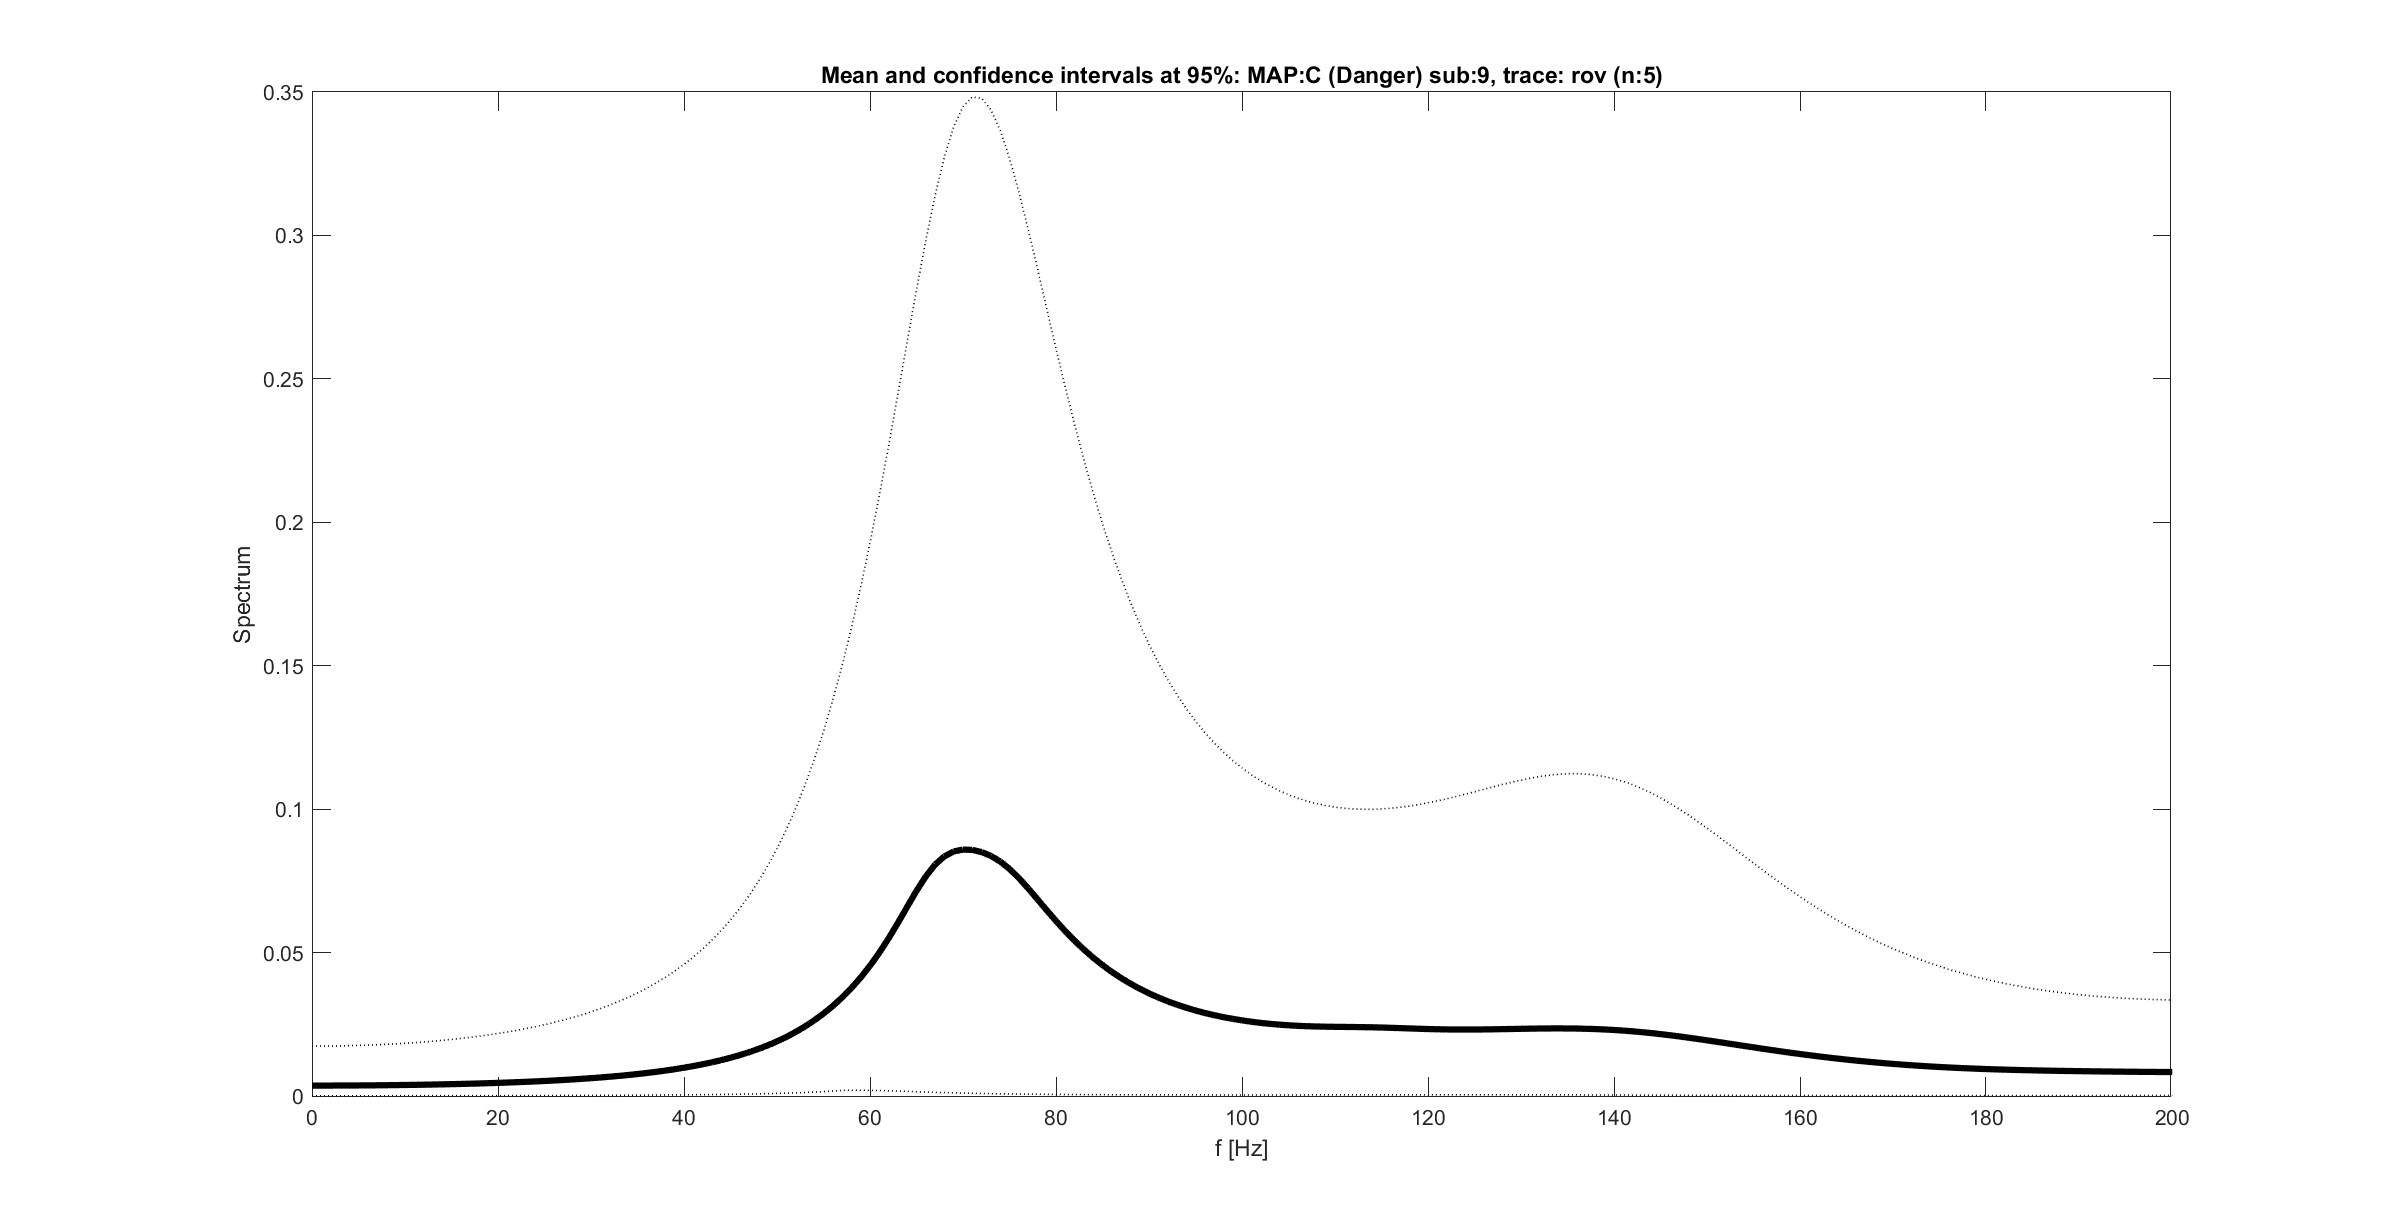 Mean and confidence intervals at 95%: MAP:C (Danger) sub:9, trace: rov (n:5)
0.35
0.3
0.25
0.2
0.15
0.1
0.05
0
Spectrum
0 20 40 60 80 100 120 140 160 180 200
f [Hz]